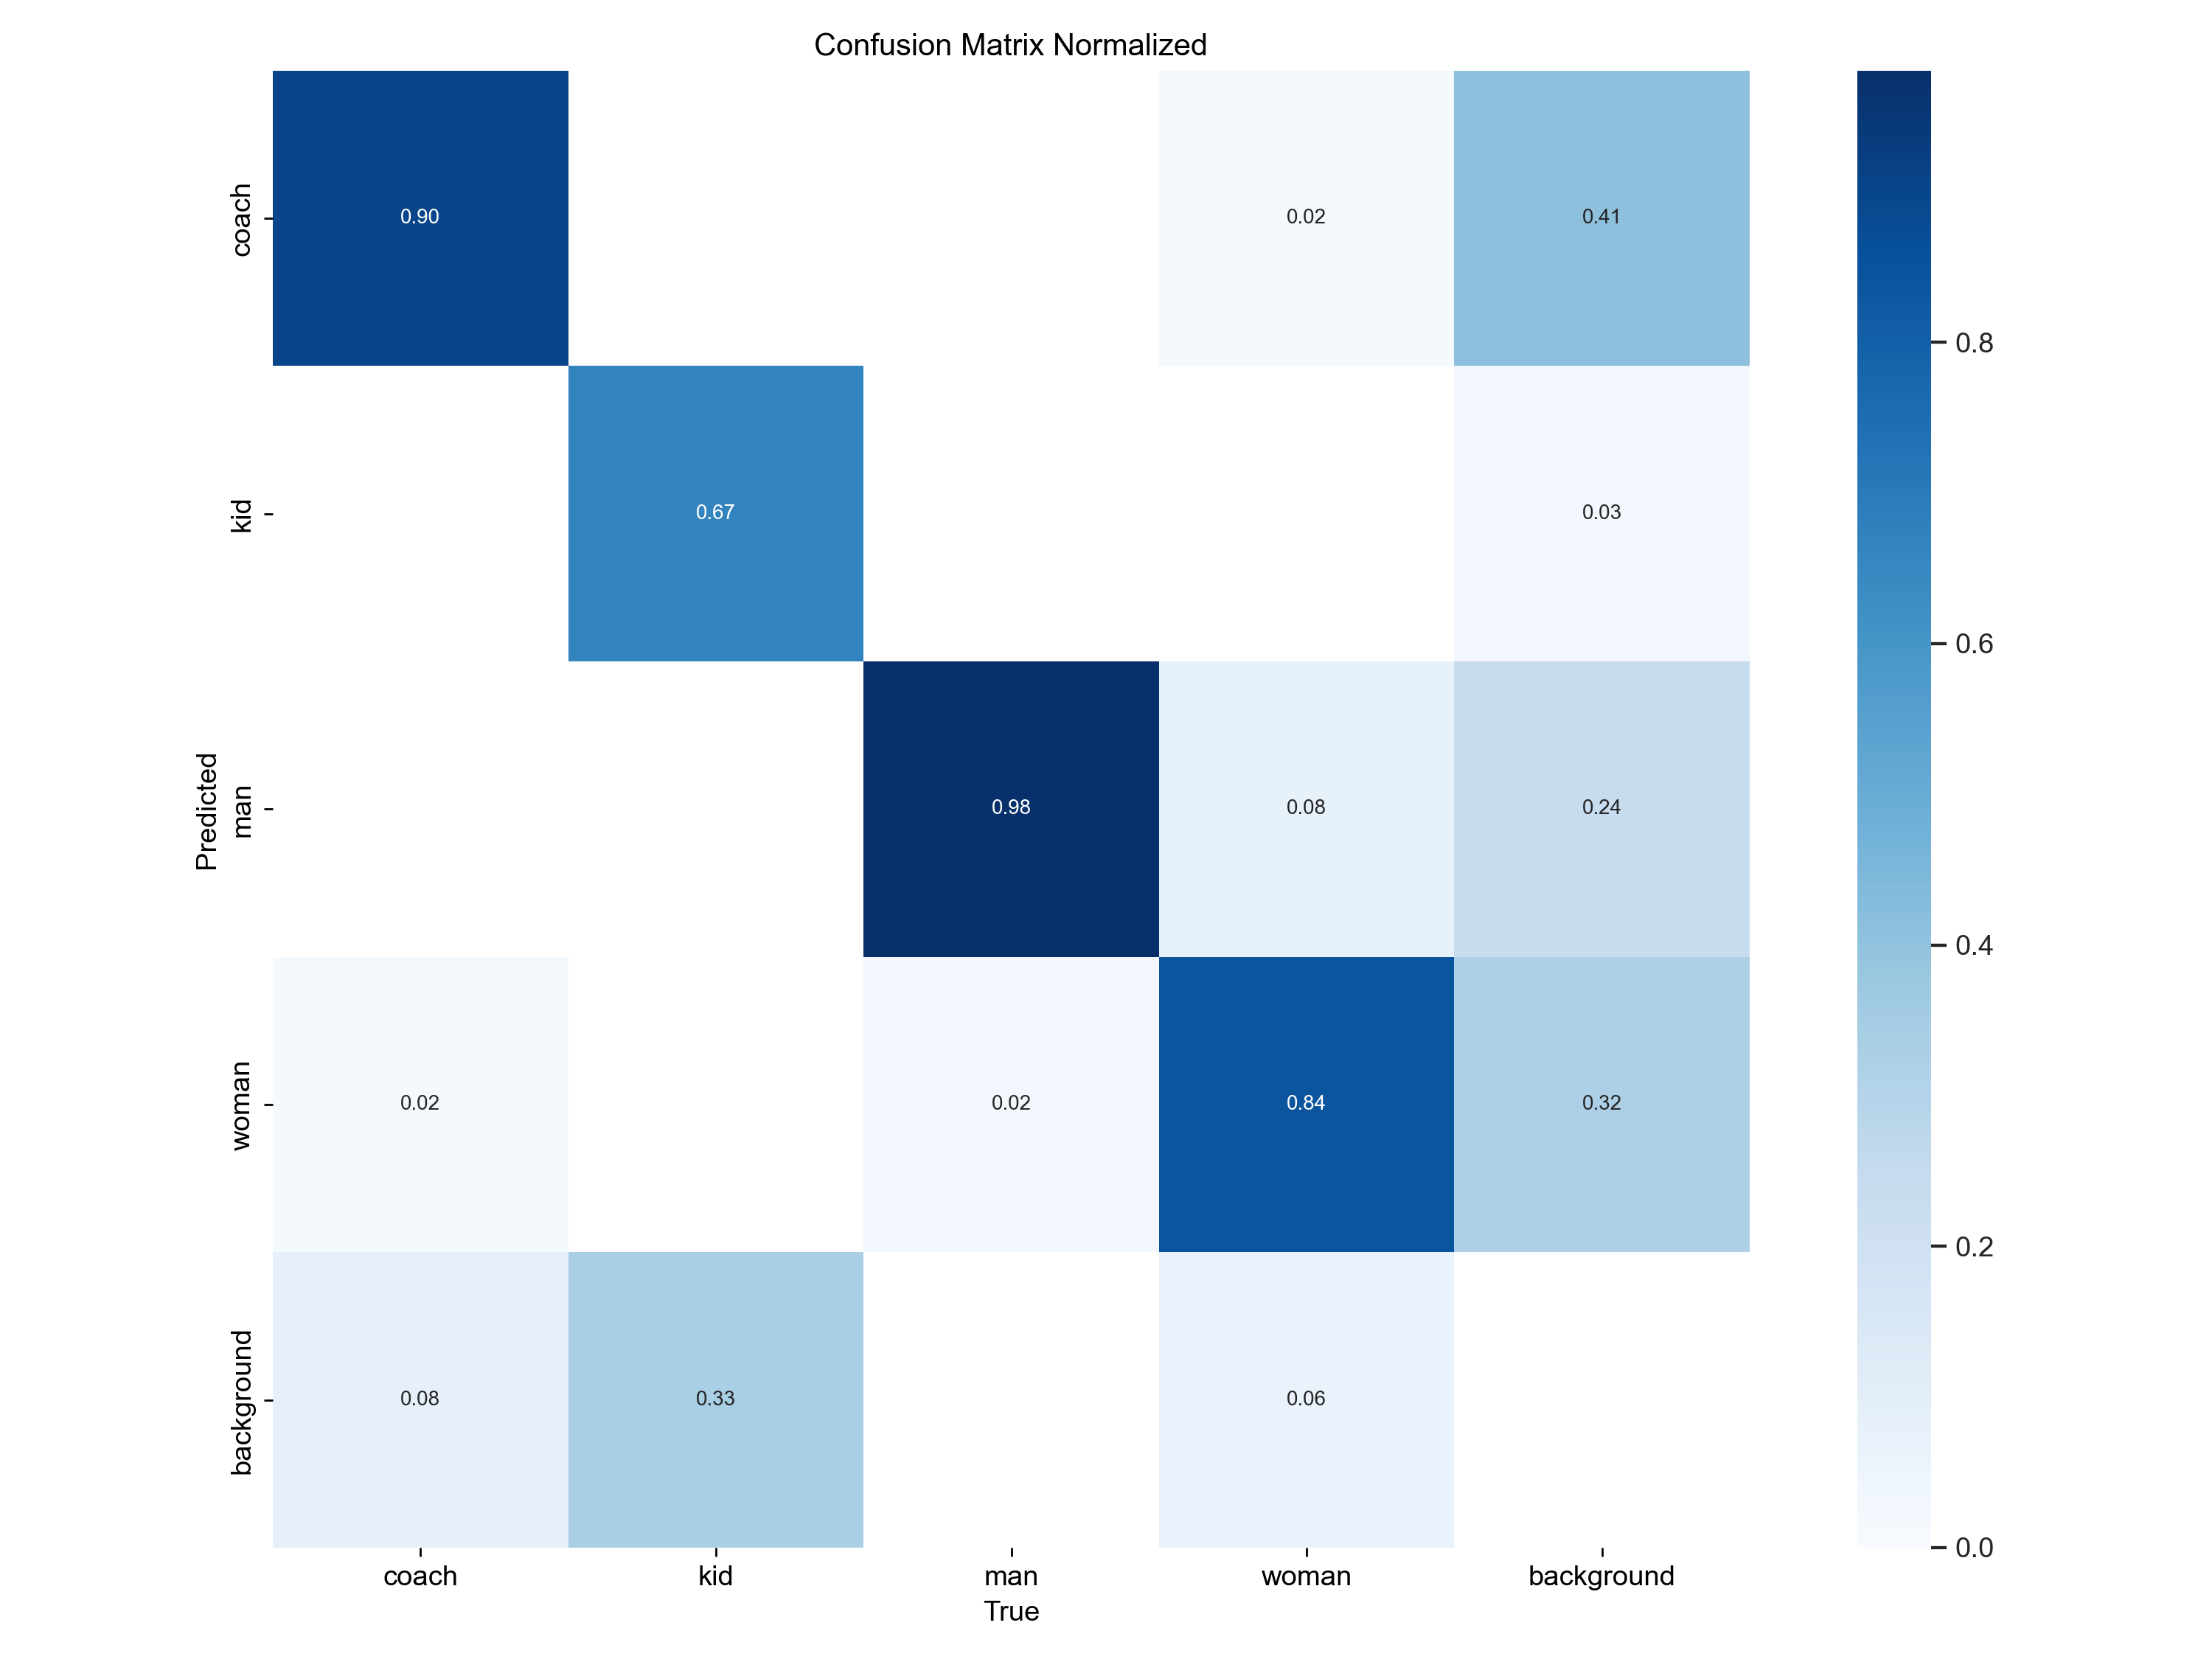 Confusion Matrix Normalized
coach
0.90
0.02
0.41
0.8
kid
0.67
0.03
0.6
Predicted
man
0.98
0.08
0.24
0.4
woman
0.02
0.02
0.84
0.32
0.2
background
0.08
0.33
0.06
0.0
coach
kid
man
woman
background
True